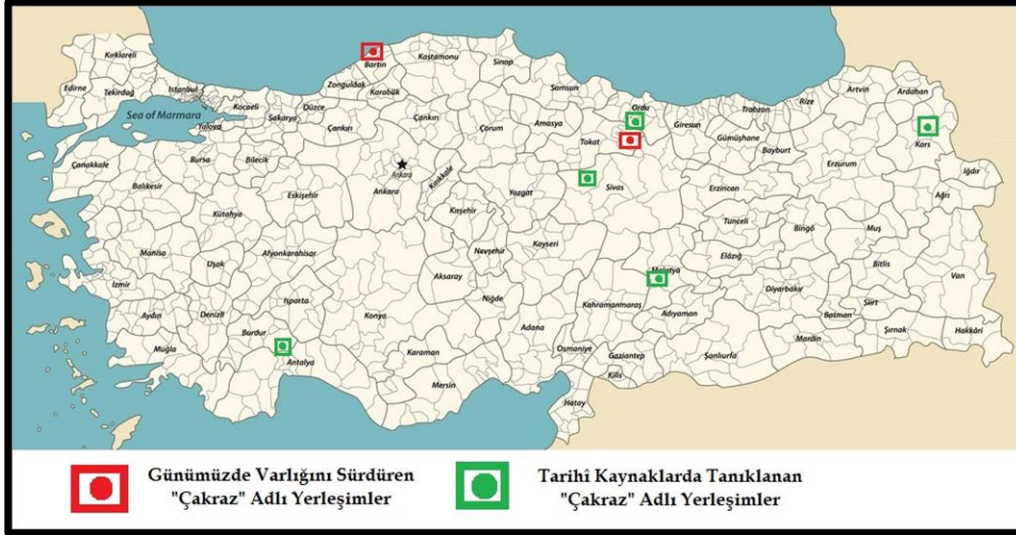 Kırklareli
Edirne
Tekirdağ
İstanbul
Sea of Marmara
Yalova
Kocaeli
Sakarya
Düzce
Zonguldak
Bartın
Karabük
Kastamonu
Sinop
Çankırı
Çankırı
Samsun
Çorum
Amasya
Tokat
Ordu
Giresun
Trabzon
Rize
Artvin
Ardahan
Kars
Gümüşhane
Bayburt
Erzurum
Iğdır
Ağrı
Çanakkale
Balıkesir
Bursa
Bilecik
Eskişehir
Ankara
Ankara
Kırıkkale
Kırşehir
Yozgat
Sivas
Erzincan
Tunceli
Bingöl
Muş
Kütahya
Manisa
Uşak
Afyonkarahisar
Nevşehir
Kayseri
Malatya
Elazığ
Bitlis
Van
İzmir
Aydın
Denizli
Isparta
Burdur
Konya
Aksaray
Niğde
Kahramanmaraş
Adıyaman
Diyarbakır
Batman
Siirt
Şırnak
Hakkâri
Mardin
Muğla
Antalya
Karaman
Mersin
Adana
Osmaniye
Gaziantep
Kilis
Şanlıurfa
Hatay
Günümüzde Varlığını Sürdüren
"Çakraz" Adlı Yerleşimler
Tarihî Kaynaklarda Tanıklanan
"Çakraz" Adlı Yerleşimler